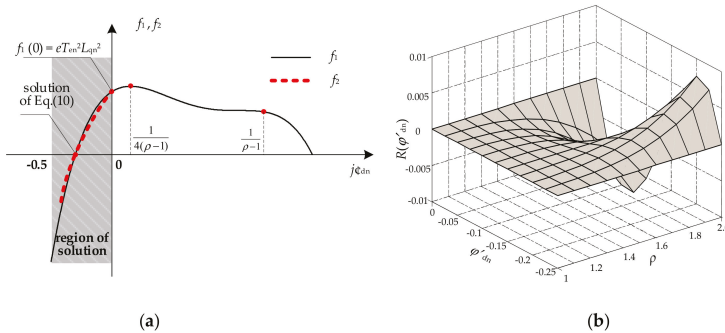 f₁, f₂
f₁ (0) = eTₑₙ²L_qn²
f₁
f₂
solution
of Eq.(10)
1
4(ρ−1)
1
ρ−1
-0.5
0
j¢dn
region of
solution
(a)
0.01
0.005
0
-0.005
-0.01
R(φ′dn)
0
-0.05
-0.1
-0.15
-0.2
-0.25
φ′dn
1
1.2
1.4
1.6
1.8
2.
ρ
(b)